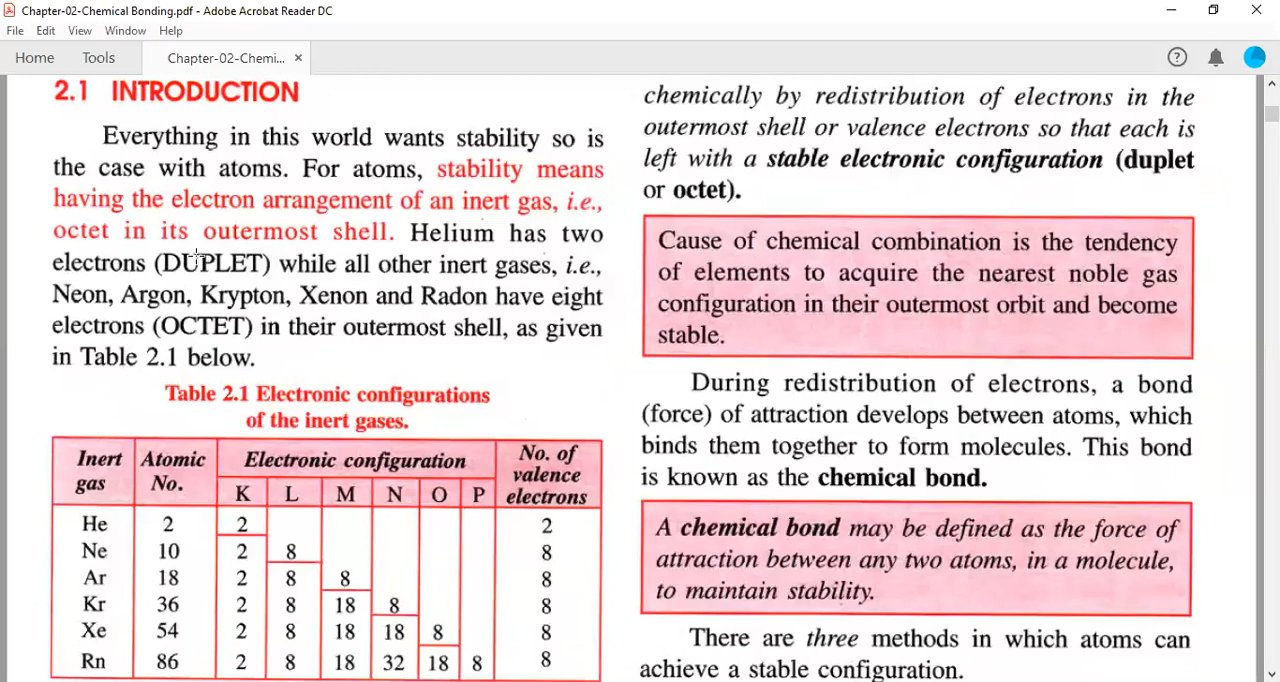 Chapter-02-Chemical Bonding.pdf - Adobe Acrobat Reader DC
File Edit View Window Help
Home Tools Chapter-02-Chemi... ×
2.1 INTRODUCTION
Everything in this world wants stability so is
the case with atoms. For atoms, stability means
having the electron arrangement of an inert gas, i.e.,
octet in its outermost shell. Helium has two
electrons (DUPLET) while all other inert gases, i.e.,
Neon, Argon, Krypton, Xenon and Radon have eight
electrons (OCTET) in their outermost shell, as given
in Table 2.1 below.
Table 2.1 Electronic configurations
of the inert gases.
Inert gas Atomic No. Electronic configuration No. of valence electrons
K L M N O P
He 2 2 2
Ne 10 2 8 8
Ar 18 2 8 8 8
Kr 36 2 8 18 8 8
Xe 54 2 8 18 18 8 8
Rn 86 2 8 18 32 18 8 8
chemically by redistribution of electrons in the
outermost shell or valence electrons so that each is
left with a stable electronic configuration (duplet
or octet).
Cause of chemical combination is the tendency
of elements to acquire the nearest noble gas
configuration in their outermost orbit and become
stable.
During redistribution of electrons, a bond
(force) of attraction develops between atoms, which
binds them together to form molecules. This bond
is known as the chemical bond.
A chemical bond may be defined as the force of
attraction between any two atoms, in a molecule,
to maintain stability.
There are three methods in which atoms can
achieve a stable configuration.